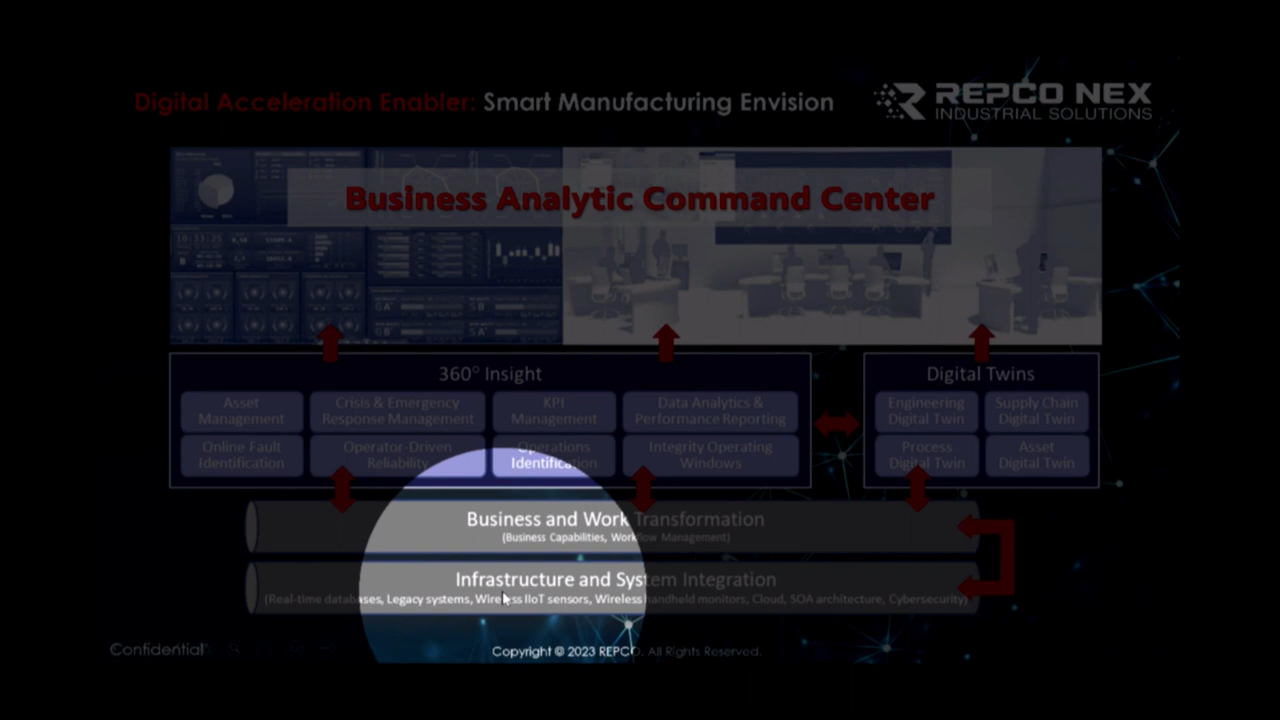 Digital Acceleration Enabler: Smart Manufacturing Envision
REPCO NEX
INDUSTRIAL SOLUTIONS
Business Analytic Command Center
360° Insight
Asset
Management
Crisis & Emergency
Response Management
KPI
Management
Data Analytics &
Performance Reporting
Online Fault
Identification
Operator-Driven
Reliability
Operations
Identification
Integrity Operating
Windows
Digital Twins
Engineering
Digital Twin
Supply Chain
Digital Twin
Process
Digital Twin
Asset
Digital Twin
Business and Work Transformation
(Business Capabilities, Workflow Management)
Infrastructure and System Integration
(Real-time databases, Legacy systems, Wireless IIoT sensors, Wireless handheld monitors, Cloud, SOA architecture, Cybersecurity)
Confidential
Copyright © 2023 REPCO. All Rights Reserved.